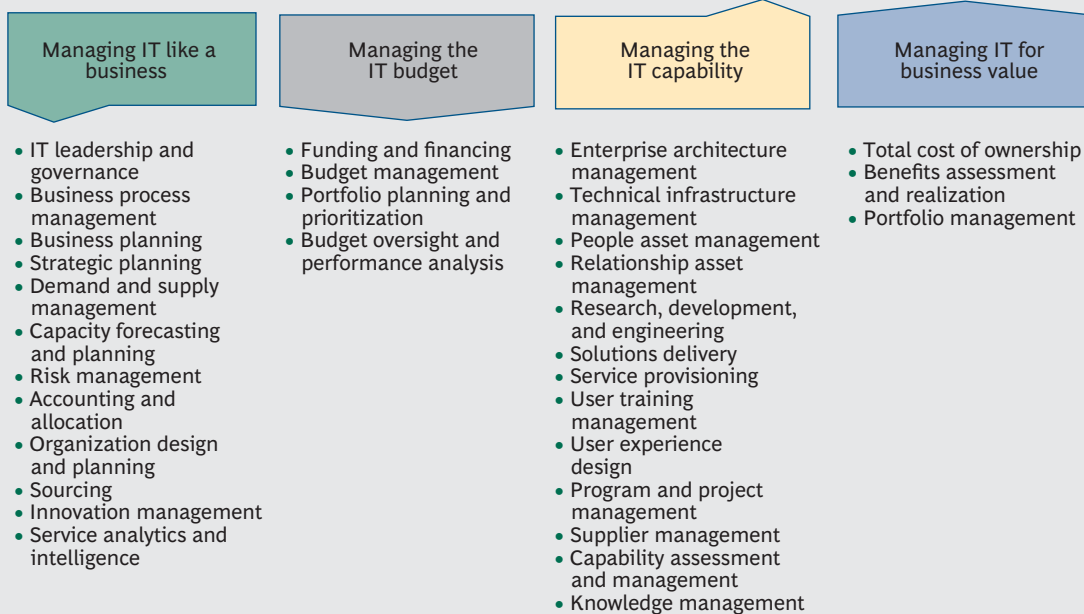 Managing IT like a
business
• IT leadership and
governance
• Business process
management
• Business planning
• Strategic planning
• Demand and supply
management
• Capacity forecasting
and planning
• Risk management
• Accounting and
allocation
• Organization design
and planning
• Sourcing
• Innovation management
• Service analytics and
intelligence
Managing the
IT budget
• Funding and financing
• Budget management
• Portfolio planning and
prioritization
• Budget oversight and
performance analysis
Managing the
IT capability
• Enterprise architecture
management
• Technical infrastructure
management
• People asset management
• Relationship asset
management
• Research, development,
and engineering
• Solutions delivery
• Service provisioning
• User training
management
• User experience
design
• Program and project
management
• Supplier management
• Capability assessment
and management
• Knowledge management
Managing IT for
business value
• Total cost of ownership
• Benefits assessment
and realization
• Portfolio management